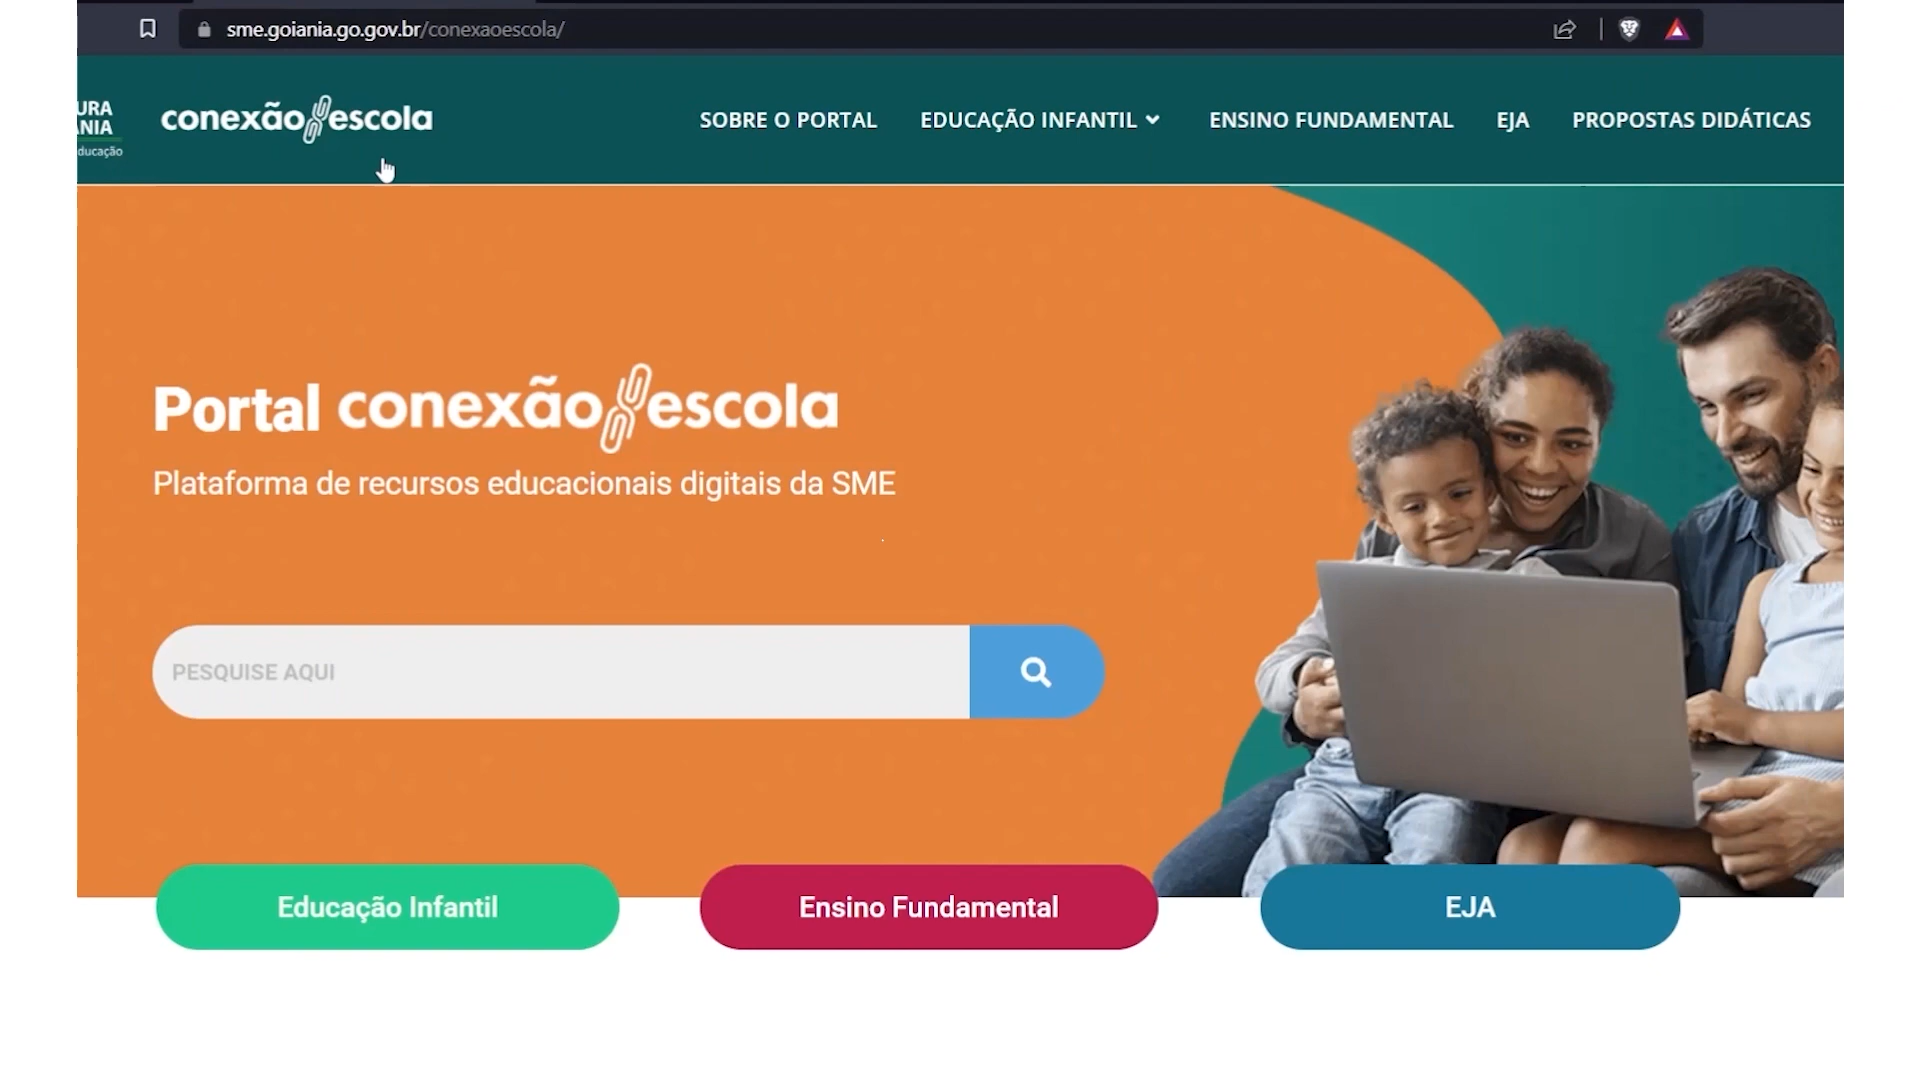 sme.goiania.go.gov.br/conexaoescola/
URA
NIA
ducação
conexão escola
SOBRE O PORTAL
EDUCAÇÃO INFANTIL
ENSINO FUNDAMENTAL
EJA
PROPOSTAS DIDÁTICAS
Portal conexão escola
Plataforma de recursos educacionais digitais da SME
PESQUISE AQUI
Educação Infantil
Ensino Fundamental
EJA